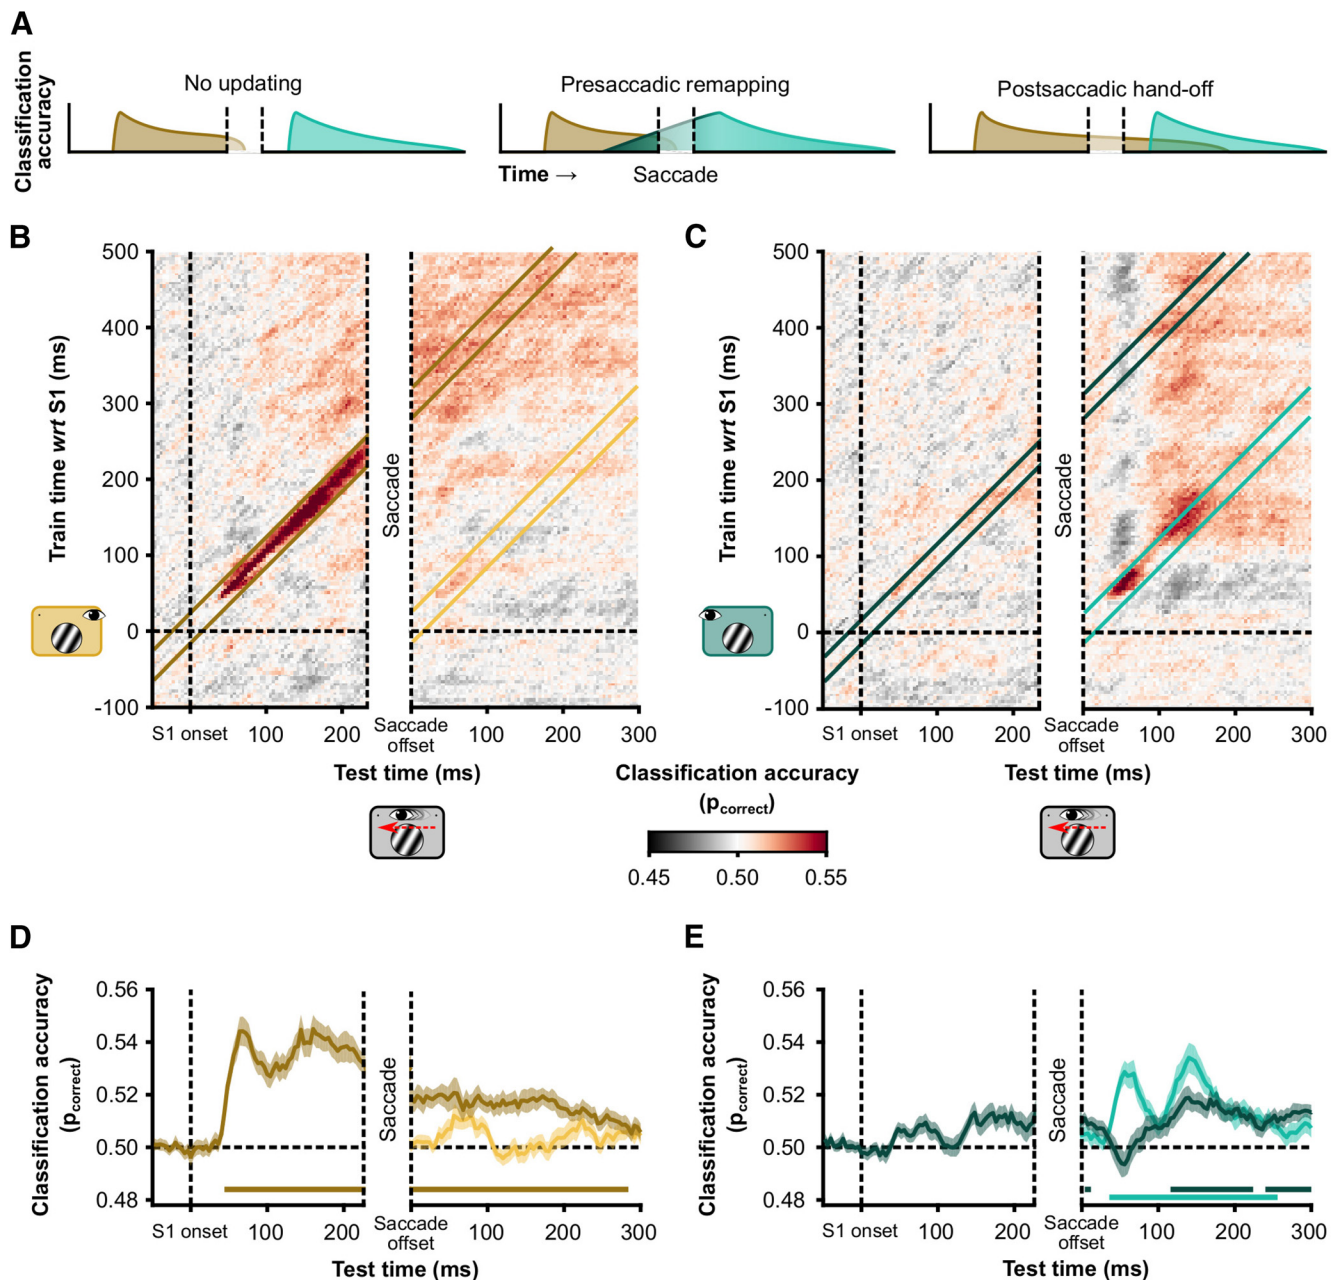 A
Classification
accuracy
No updating
Presaccadic remapping
Postsaccadic hand-off
Time →
Saccade
B
Train time wrt S1 (ms)
500
400
300
200
100
0
-100
Saccade
S1 onset
100
200
Saccade
offset
100
200
300
Test time (ms)
C
Train time wrt S1 (ms)
500
400
300
200
100
0
-100
Saccade
S1 onset
100
200
Saccade
offset
100
200
300
Test time (ms)
Classification accuracy
(pcorrect)
0.45
0.50
0.55
D
Classification accuracy
(pcorrect)
0.56
0.54
0.52
0.50
0.48
Saccade
S1 onset
100
200
Saccade
offset
100
200
300
Test time (ms)
E
Classification accuracy
(pcorrect)
0.56
0.54
0.52
0.50
0.48
Saccade
S1 onset
100
200
Saccade
offset
100
200
300
Test time (ms)